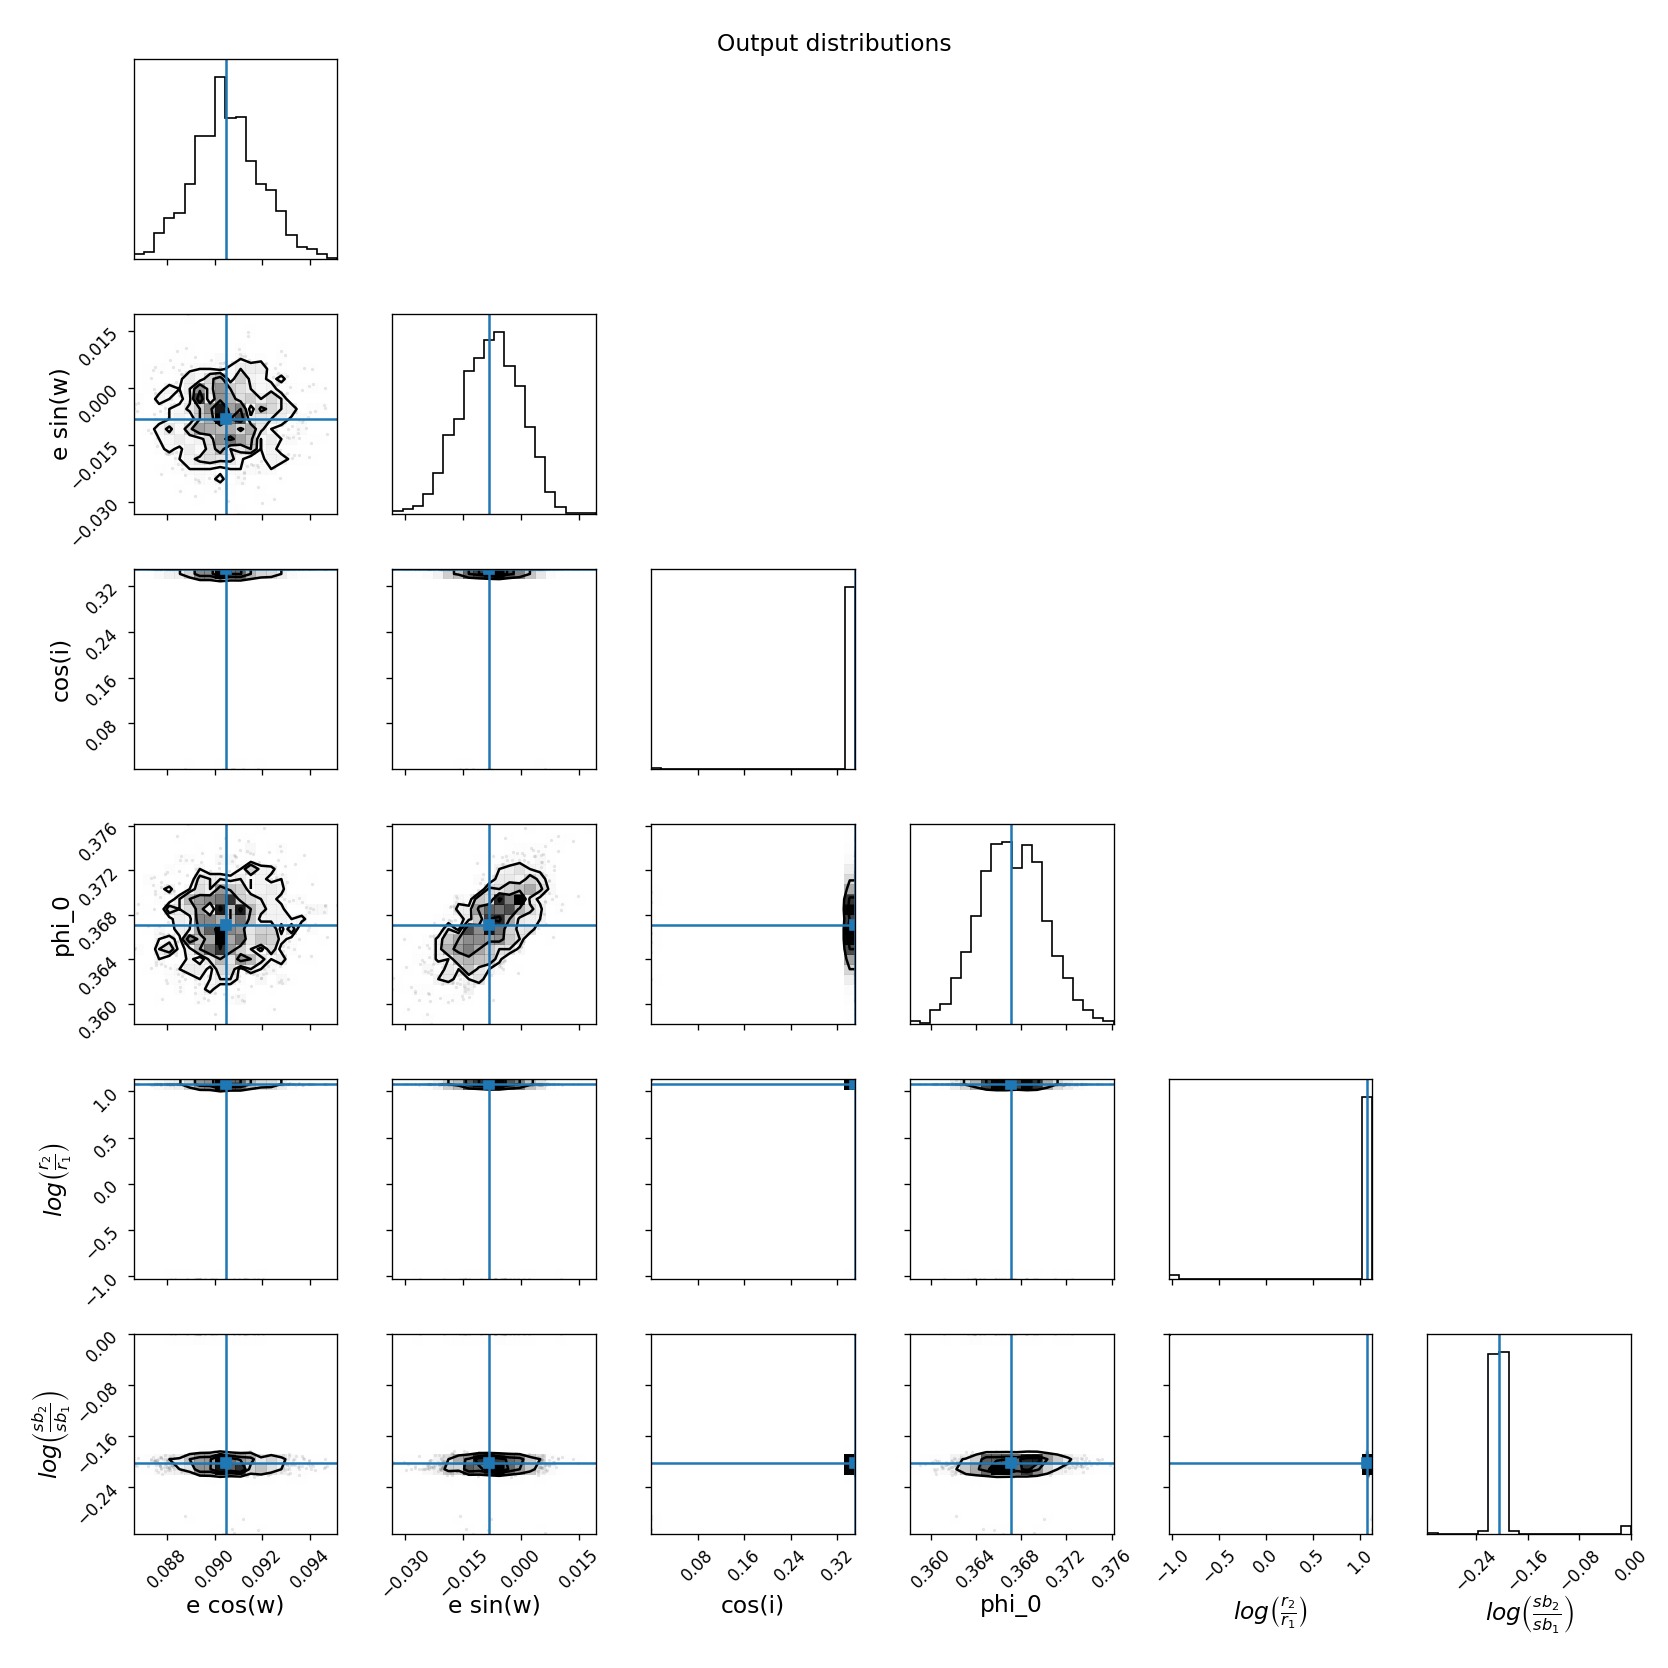 Output distributions
e sin(w)
0.015
0.000
−0.015
−0.030
cos(i)
0.32
0.24
0.16
0.08
phi_0
0.376
0.372
0.368
0.364
0.360
log(r₂/r₁)
1.0
0.5
0.0
−0.5
−1.0
log(sb₂/sb₁)
0.00
−0.08
−0.16
−0.24
0.088 0.090 0.092 0.094 −0.030 −0.015 0.000 0.015 0.08 0.16 0.24 0.32 0.360 0.364 0.368 0.372 0.376 −1.0 −0.5 0.0 0.5 1.0 −0.24 −0.16 −0.08 0.00
e cos(w) e sin(w) cos(i) phi_0 log(r₂/r₁) log(sb₂/sb₁)